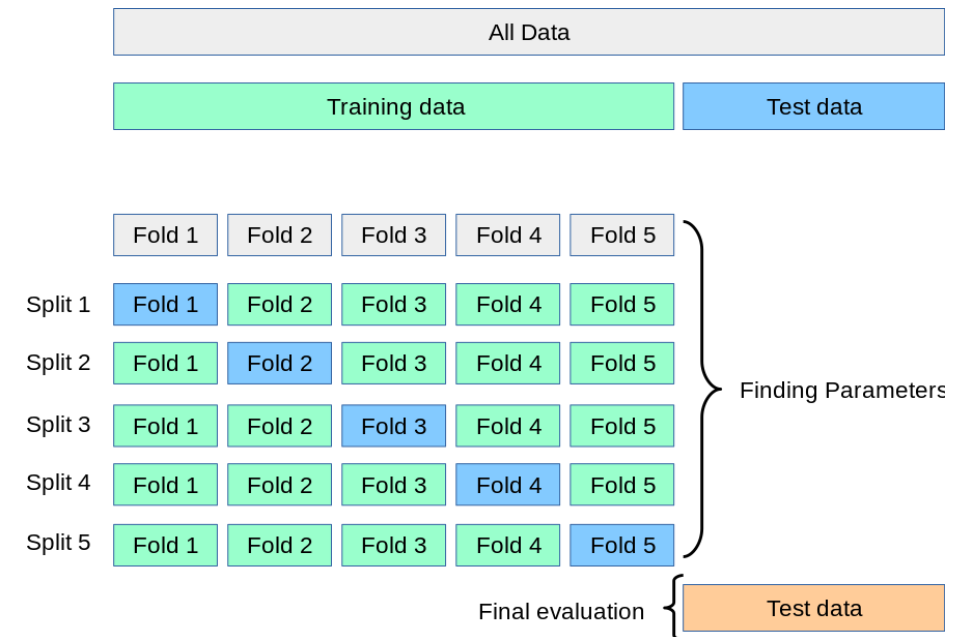 All Data
Training data Test data
Fold 1 Fold 2 Fold 3 Fold 4 Fold 5
Split 1 Fold 1 Fold 2 Fold 3 Fold 4 Fold 5
Split 2 Fold 1 Fold 2 Fold 3 Fold 4 Fold 5
Finding Parameters
Split 3 Fold 1 Fold 2 Fold 3 Fold 4 Fold 5
Split 4 Fold 1 Fold 2 Fold 3 Fold 4 Fold 5
Split 5 Fold 1 Fold 2 Fold 3 Fold 4 Fold 5
Final evaluation Test data